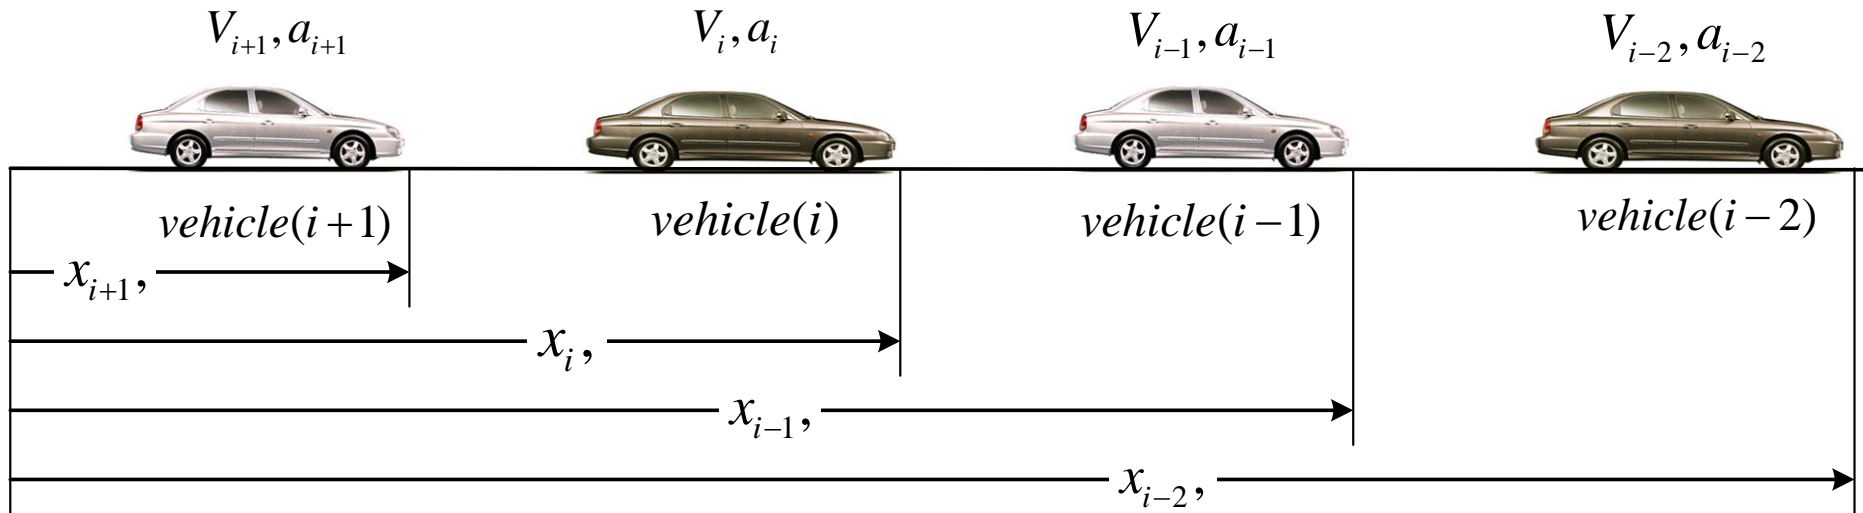 V_{i+1}, a_{i+1} V_i, a_i V_{i-1}, a_{i-1} V_{i-2}, a_{i-2}
vehicle(i+1) vehicle(i) vehicle(i−1) vehicle(i−2)
x_{i+1},
x_i,
x_{i-1},
x_{i-2},